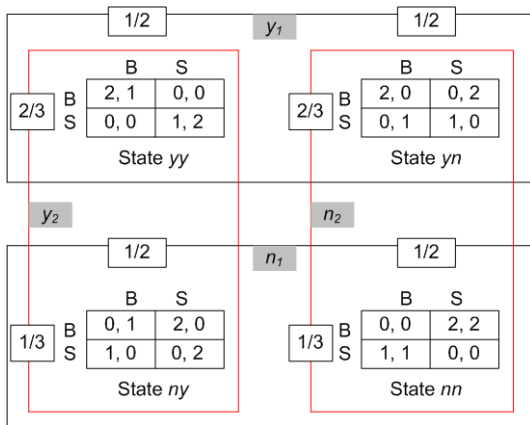 1/2 y₁ 1/2
B S B S
2/3 B 2, 1 0, 0 2/3 B 2, 0 0, 2
S 0, 0 1, 2 S 0, 1 1, 0
State yy State yn
y₂ n₂
1/2 n₁ 1/2
B S B S
1/3 B 0, 1 2, 0 1/3 B 0, 0 2, 2
S 1, 0 0, 2 S 1, 1 0, 0
State ny State nn